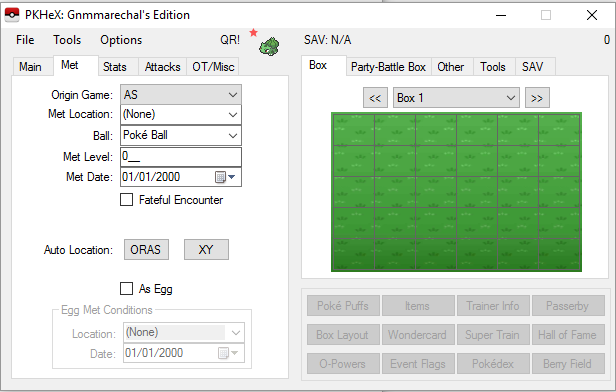 PKHeX: Gnmmarechal's Edition
File Tools Options QR! SAV: N/A 0
Main Met Stats Attacks OT/Misc
Box Party-Battle Box Other Tools SAV
Origin Game: AS
Met Location: (None)
Ball: Poké Ball
Met Level: 0__
Met Date: 01/01/2000
Fateful Encounter
Auto Location: ORAS XY
As Egg
Egg Met Conditions
Location: (None)
Date: 01/01/2000
<< Box 1 >>
Poké Puffs Items Trainer Info Passerby
Box Layout Wondercard Super Train Hall of Fame
O-Powers Event Flags Pokédex Berry Field